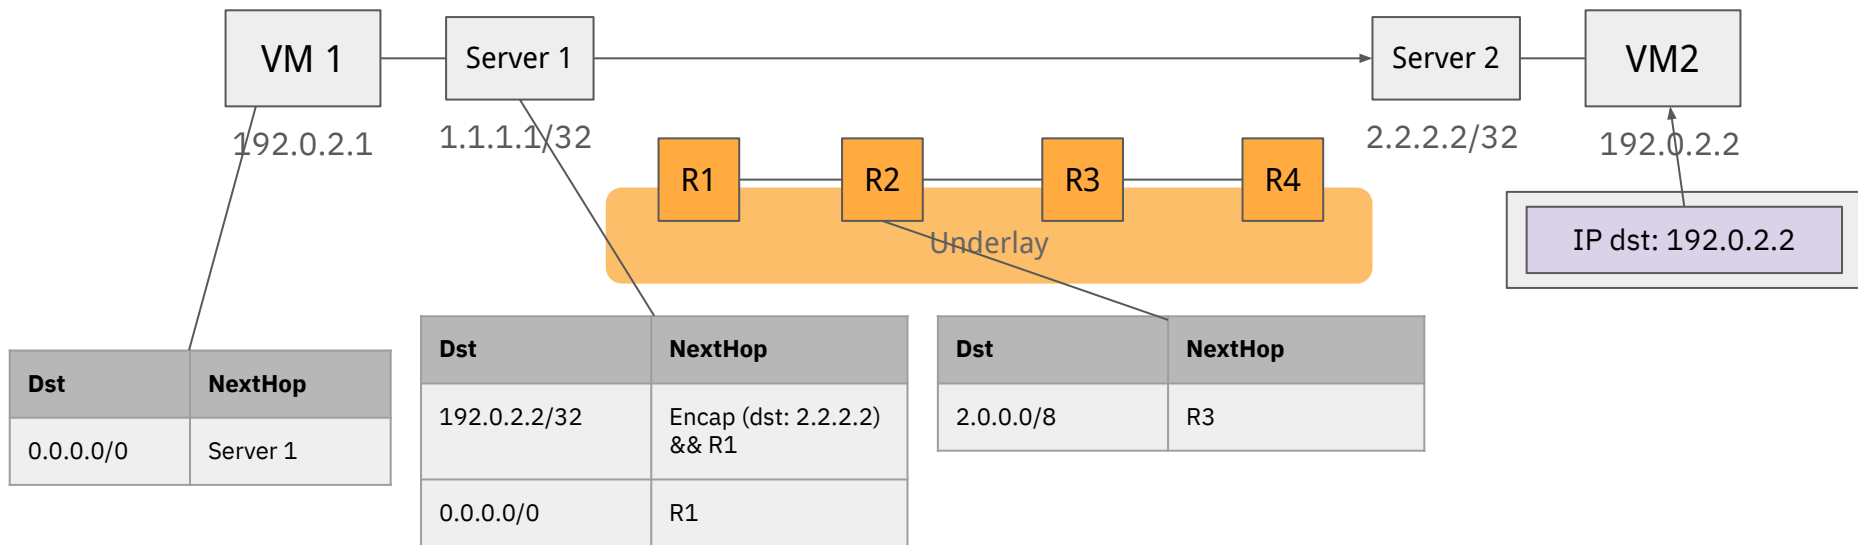 VM 1
Server 1
Server 2
VM2
192.0.2.1
1.1.1.1/32
2.2.2.2/32
192.0.2.2
R1
R2
R3
R4
Underlay
IP dst: 192.0.2.2
Dst
NextHop
0.0.0.0/0
Server 1
Dst
NextHop
192.0.2.2/32
Encap (dst: 2.2.2.2)
&& R1
0.0.0.0/0
R1
Dst
NextHop
2.0.0.0/8
R3